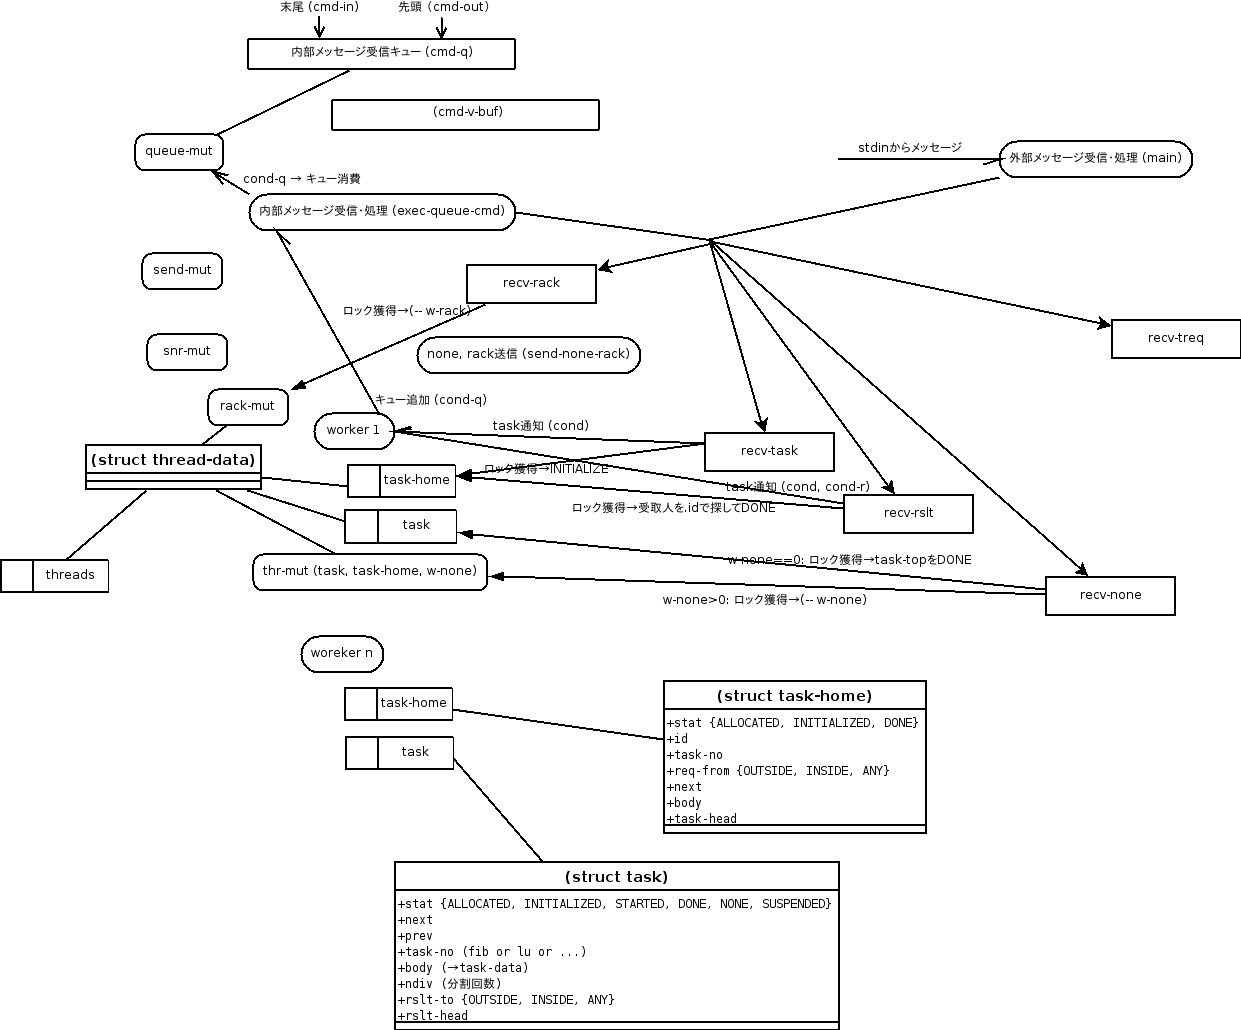 末尾 (cmd-in)
先頭 (cmd-out)
内部メッセージ受信キュー (cmd-q)
(cmd-v-buf)
queue-mut
stdinからメッセージ
外部メッセージ受信・処理 (main)
cond-q → キュー消費
内部メッセージ受信・処理 (exec-queue-cmd)
send-mut
recv-rack
ロック獲得→(-- w-rack)
recv-treq
snr-mut
none, rack送信 (send-none-rack)
rack-mut
キュー追加 (cond-q)
worker 1
task通知 (cond)
recv-task
(struct thread-data)
task-home
ロック獲得→INITIALIZE
task通知 (cond, cond-r)
ロック獲得→受取人を.idで探してDONE
recv-rslt
task
w-none==0: ロック獲得→task-topをDONE
threads
thr-mut (task, task-home, w-none)
w-none>0: ロック獲得→(-- w-none)
recv-none
woreker n
task-home
task
(struct task-home)
+stat {ALLOCATED, INITIALIZED, DONE}
+id
+task-no
+req-from {OUTSIDE, INSIDE, ANY}
+next
+body
+task-head
(struct task)
+stat {ALLOCATED, INITIALIZED, STARTED, DONE, NONE, SUSPENDED}
+next
+prev
+task-no (fib or lu or ...)
+body (→task-data)
+ndiv (分割回数)
+rslt-to {OUTSIDE, INSIDE, ANY}
+rslt-head